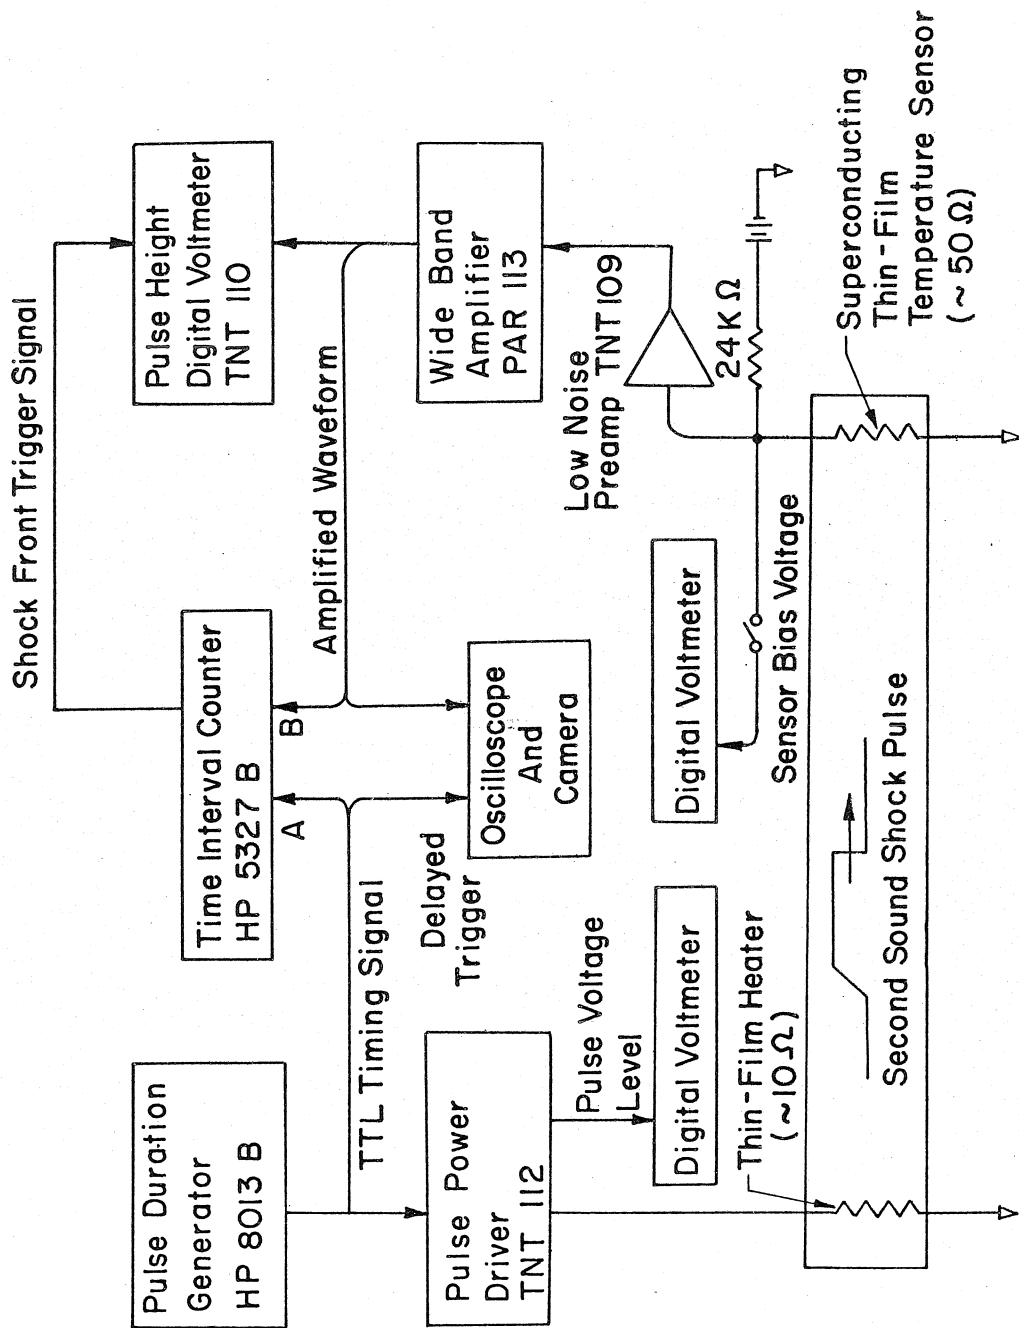 Shock Front Trigger Signal
Pulse Duration
Generator
HP 8013 B
Time Interval Counter
HP 5327 B
A
B
Pulse Height
Digital Voltmeter
TNT 110
TTL Timing Signal
Amplified Waveform
Delayed
Trigger
Pulse Power
Driver
TNT 112
Oscilloscope
And
Camera
Wide Band
Amplifier
PAR 113
Low Noise
Preamp TNT 109
Pulse Voltage
Level
Digital Voltmeter
Digital Voltmeter
24KΩ
Sensor Bias Voltage
Thin-Film Heater
(~10Ω)
Superconducting
Thin-Film
Temperature Sensor
(~50Ω)
Second Sound Shock Pulse